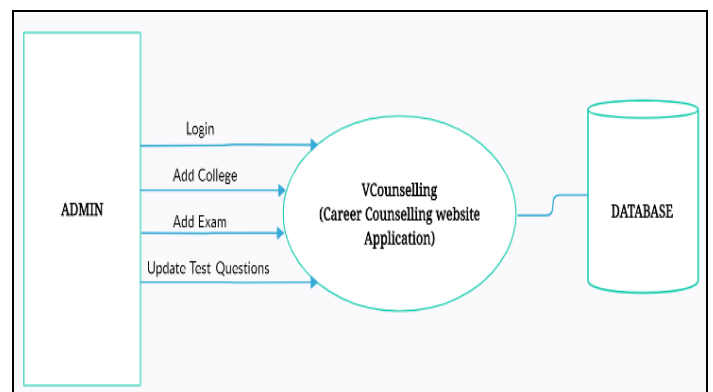 ADMIN
Login
Add College
Add Exam
Update Test Questions
VCounselling
(Career Counselling website
Application)
DATABASE